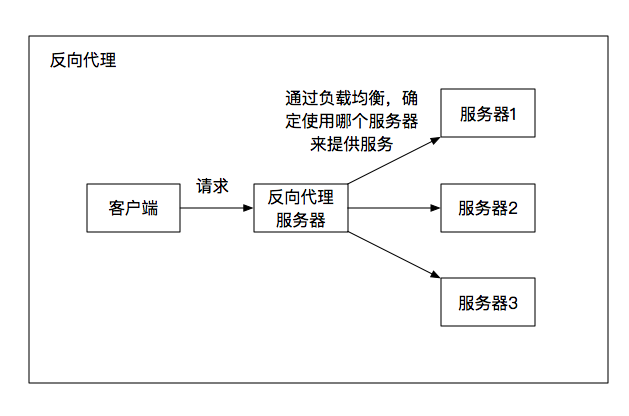 反向代理
通过负载均衡，确
定使用哪个服务器
来提供服务
服务器1
请求
客户端
反向代理
服务器
服务器2
服务器3